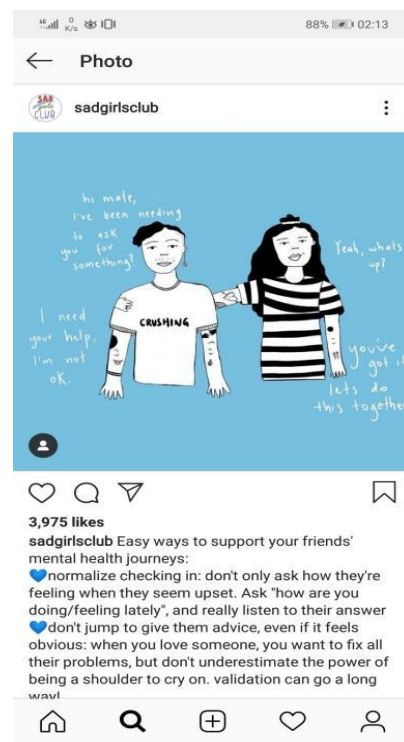 4G 0 K/s 88% 02:13
Photo
SAD girls CLUB
sadgirlsclub
hi mate,
i've been needing
to ask
you for
something?
Yeah, whats
up?
CRUSHING
I need
your help,
I'm not
ok.
you've
got it
lets do
this together
3,975 likes
sadgirlsclub Easy ways to support your friends'
mental health journeys:
💙normalize checking in: don't only ask how they're
feeling when they seem upset. Ask "how are you
doing/feeling lately", and really listen to their answer
💙don't jump to give them advice, even if it feels
obvious: when you love someone, you want to fix all
their problems, but don't underestimate the power of
being a shoulder to cry on. validation can go a long
way!